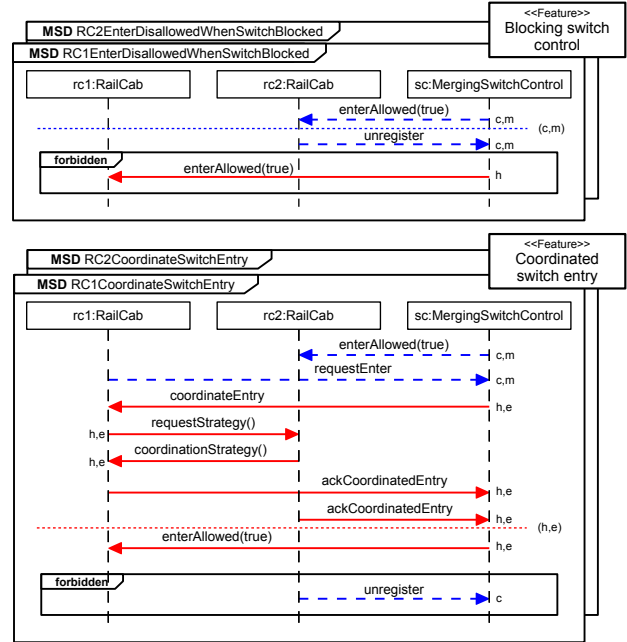 <<Feature>>
Blocking switch
control
MSD RC2EnterDisallowedWhenSwitchBlocked
MSD RC1EnterDisallowedWhenSwitchBlocked
rc1:RailCab
rc2:RailCab
sc:MergingSwitchControl
enterAllowed(true)
c,m
(c,m)
unregister
c,m
forbidden
enterAllowed(true)
h
<<Feature>>
Coordinated
switch entry
MSD RC2CoordinateSwitchEntry
MSD RC1CoordinateSwitchEntry
rc1:RailCab
rc2:RailCab
sc:MergingSwitchControl
enterAllowed(true)
c,m
requestEnter
c,m
coordinateEntry
h,e
requestStrategy()
h,e
coordinationStrategy()
h,e
ackCoordinatedEntry
h,e
ackCoordinatedEntry
h,e
(h,e)
enterAllowed(true)
h,e
forbidden
unregister
c